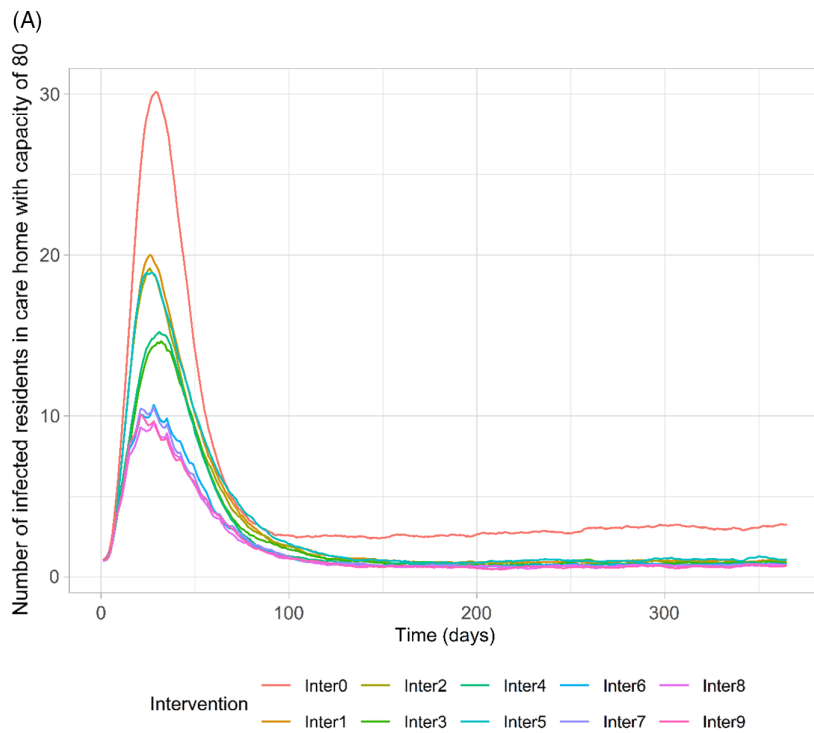 (A)
Number of infected residents in care home with capacity of 80
30
20
10
0
0 100 200 300
Time (days)
Intervention
Inter0 Inter2 Inter4 Inter6 Inter8
Inter1 Inter3 Inter5 Inter7 Inter9